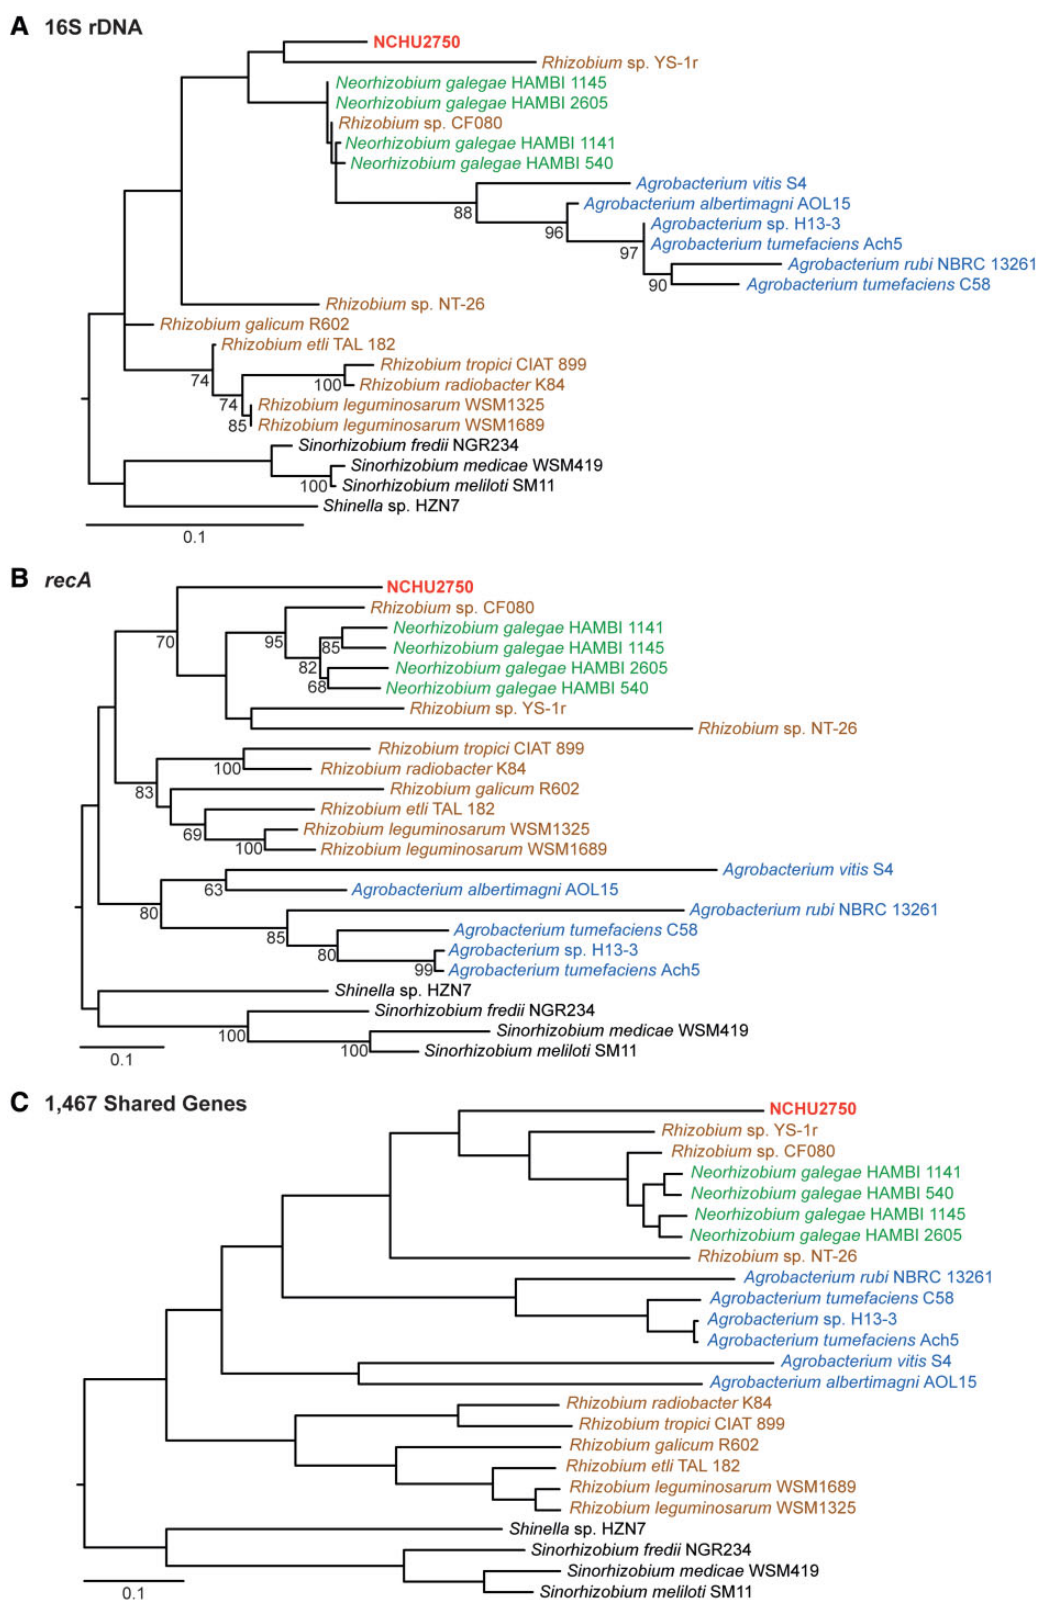 A 16S rDNA
NCHU2750
Rhizobium sp. YS-1r
Neorhizobium galegae HAMBI 1145
Neorhizobium galegae HAMBI 2605
Rhizobium sp. CF080
Neorhizobium galegae HAMBI 1141
Neorhizobium galegae HAMBI 540
Agrobacterium vitis S4
88
Agrobacterium albertimagni AOL15
96
Agrobacterium sp. H13-3
Agrobacterium tumefaciens Ach5
97
Agrobacterium rubi NBRC 13261
90
Agrobacterium tumefaciens C58
Rhizobium sp. NT-26
Rhizobium galicum R602
Rhizobium etli TAL 182
Rhizobium tropici CIAT 899
74
100
Rhizobium radiobacter K84
74
Rhizobium leguminosarum WSM1325
85
Rhizobium leguminosarum WSM1689
Sinorhizobium fredii NGR234
Sinorhizobium medicae WSM419
100
Sinorhizobium meliloti SM11
Shinella sp. HZN7
0.1
B recA
NCHU2750
Rhizobium sp. CF080
Neorhizobium galegae HAMBI 1141
70
95
85
Neorhizobium galegae HAMBI 1145
82
Neorhizobium galegae HAMBI 2605
68
Neorhizobium galegae HAMBI 540
Rhizobium sp. YS-1r
Rhizobium sp. NT-26
Rhizobium tropici CIAT 899
100
Rhizobium radiobacter K84
83
Rhizobium galicum R602
Rhizobium etli TAL 182
69
Rhizobium leguminosarum WSM1325
100
Rhizobium leguminosarum WSM1689
Agrobacterium vitis S4
63
Agrobacterium albertimagni AOL15
80
Agrobacterium rubi NBRC 13261
85
Agrobacterium tumefaciens C58
80
Agrobacterium sp. H13-3
99
Agrobacterium tumefaciens Ach5
Shinella sp. HZN7
Sinorhizobium fredii NGR234
100
Sinorhizobium medicae WSM419
100
Sinorhizobium meliloti SM11
0.1
C 1,467 Shared Genes
NCHU2750
Rhizobium sp. YS-1r
Rhizobium sp. CF080
Neorhizobium galegae HAMBI 1141
Neorhizobium galegae HAMBI 540
Neorhizobium galegae HAMBI 1145
Neorhizobium galegae HAMBI 2605
Rhizobium sp. NT-26
Agrobacterium rubi NBRC 13261
Agrobacterium tumefaciens C58
Agrobacterium sp. H13-3
Agrobacterium tumefaciens Ach5
Agrobacterium vitis S4
Agrobacterium albertimagni AOL15
Rhizobium radiobacter K84
Rhizobium tropici CIAT 899
Rhizobium galicum R602
Rhizobium etli TAL 182
Rhizobium leguminosarum WSM1689
Rhizobium leguminosarum WSM1325
Shinella sp. HZN7
Sinorhizobium fredii NGR234
Sinorhizobium medicae WSM419
Sinorhizobium meliloti SM11
0.1